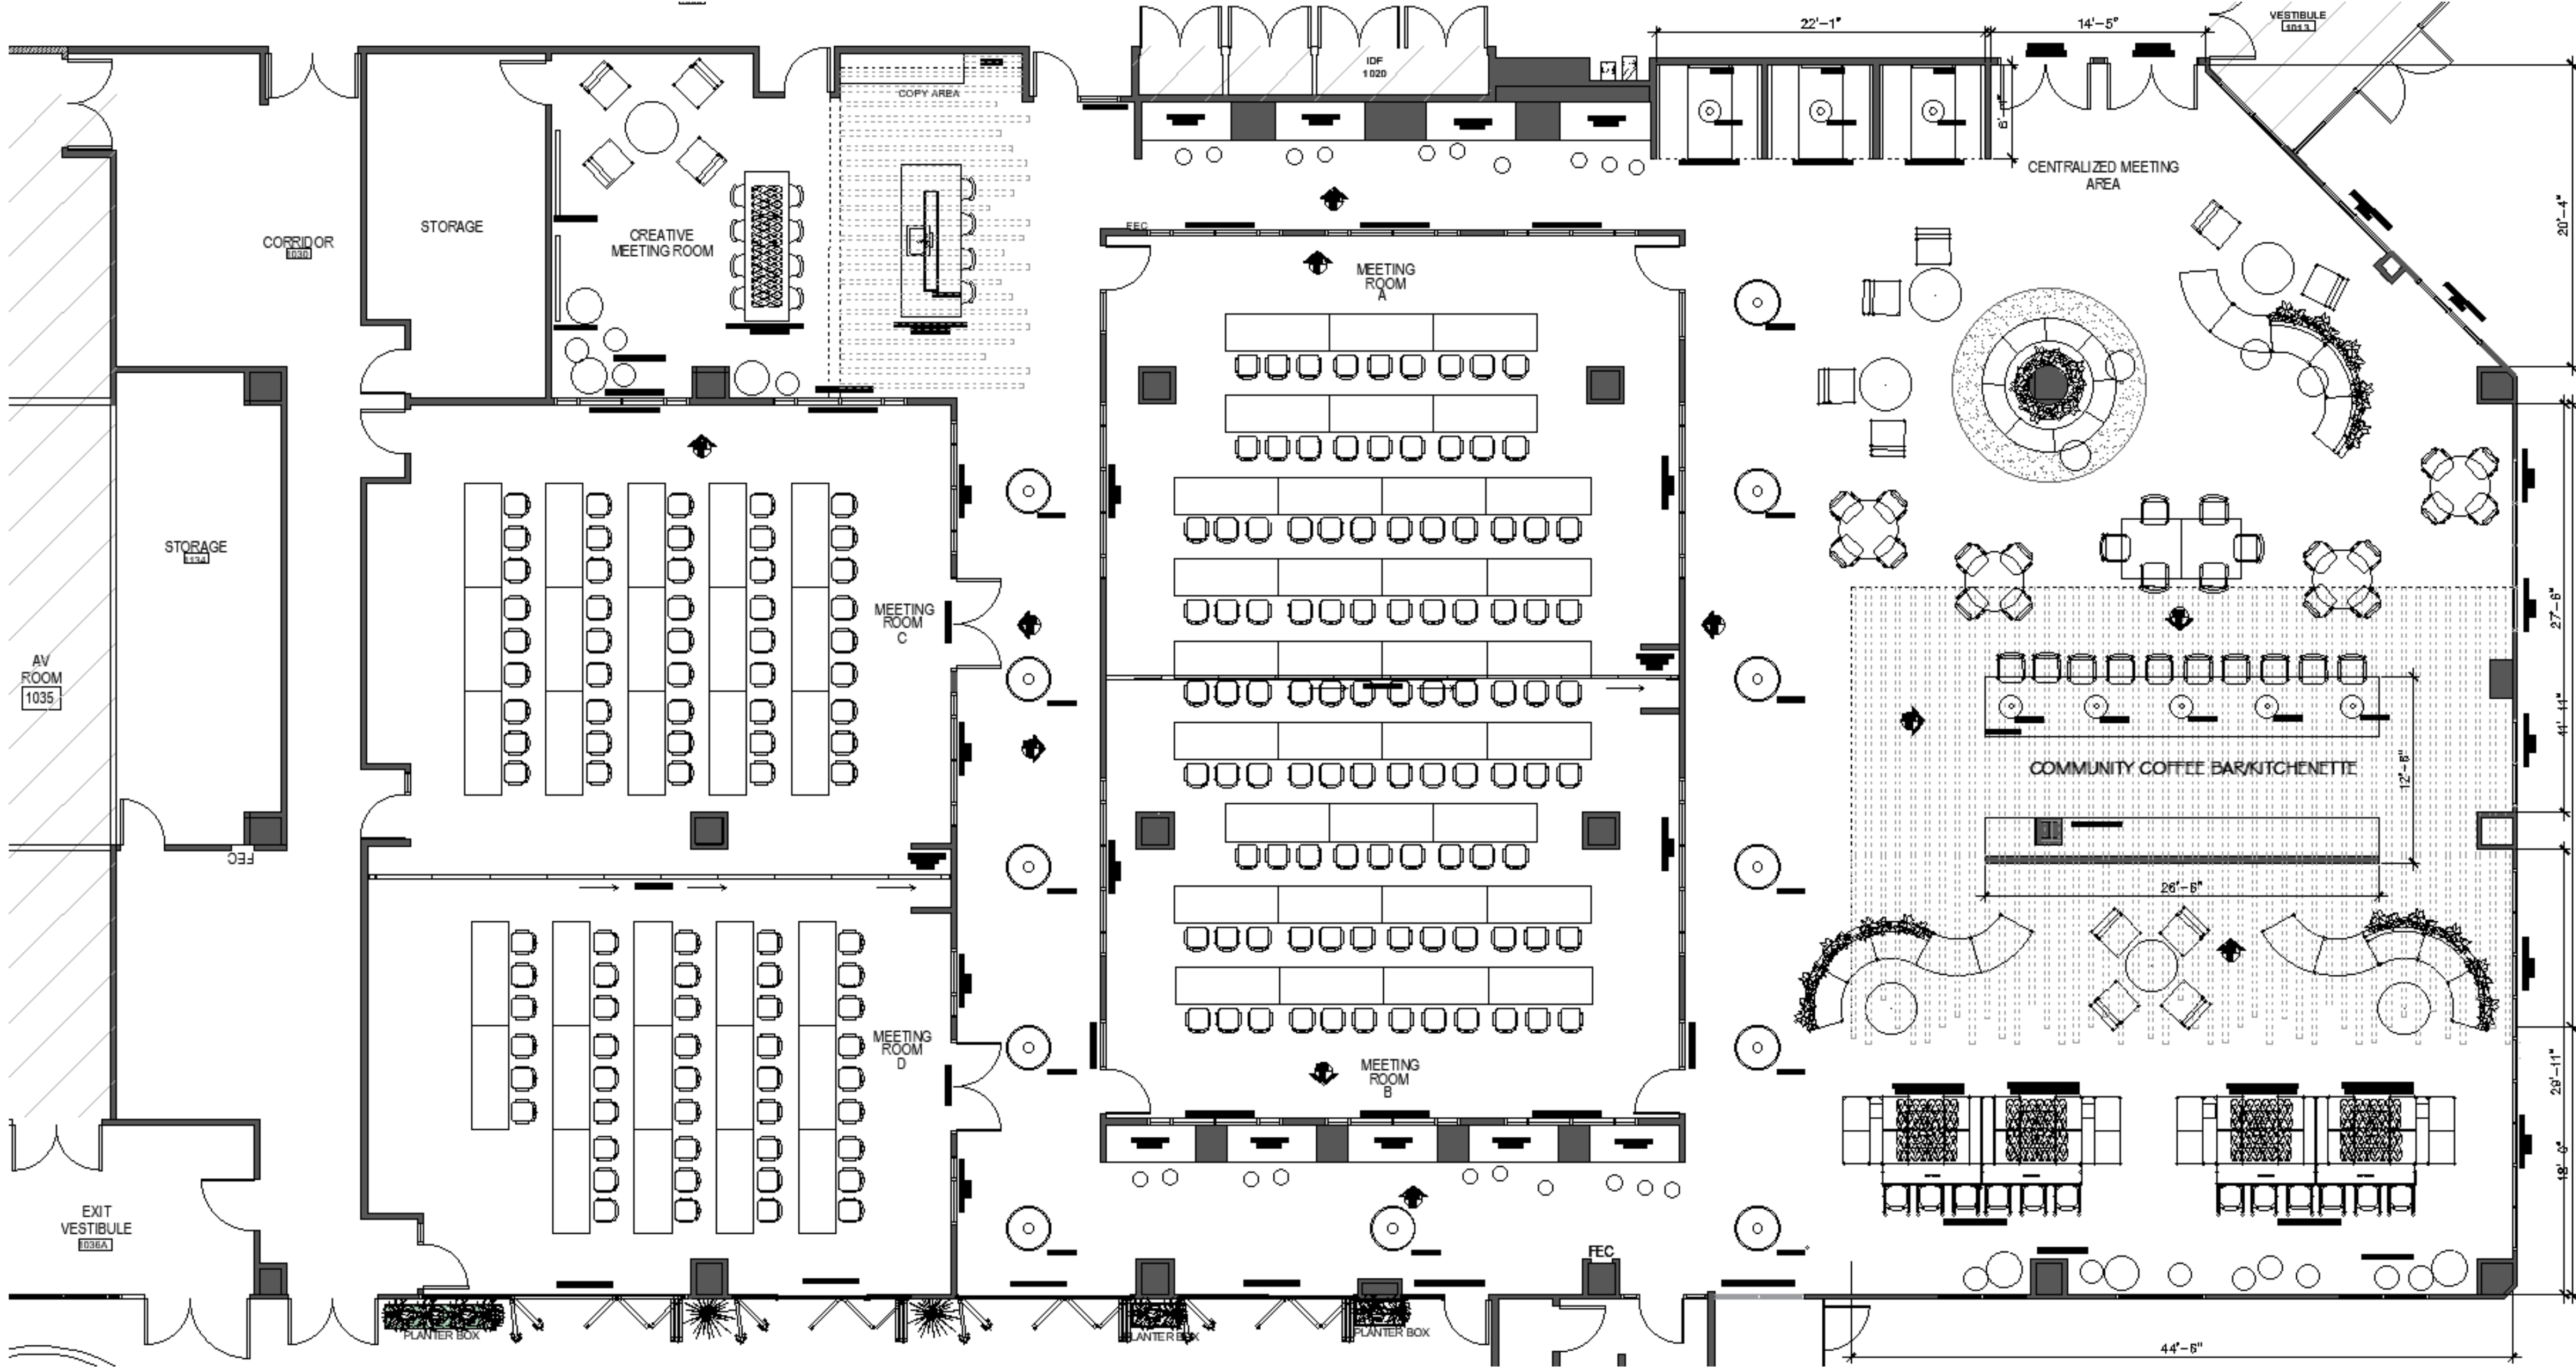 VESTIBULE
1013
22'-1"
14'-5"
IDF
1020
COPY AREA
6'-1"
CENTRALIZED MEETING
AREA
20'-4"
STORAGE
CORRIDOR
1030
CREATIVE
MEETING ROOM
FEC
MEETING
ROOM
A
STORAGE
1134
MEETING
ROOM
C
27'-6"
AV
ROOM
1035
41'-11"
COMMUNITY COFFEE BAR/KITCHENETTE
12'-6"
FEC
26'-6"
MEETING
ROOM
D
MEETING
ROOM
B
29'-11"
18'-0"
EXIT
VESTIBULE
1036A
FEC
PLANTER BOX
PLANTER BOX
PLANTER BOX
44'-6"